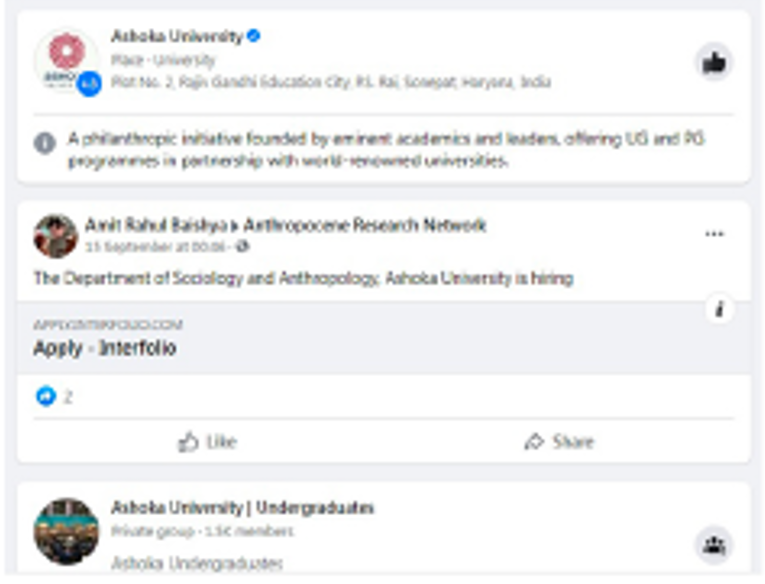 Ashoka University
Place · University
Plot No. 2, Rajiv Gandhi Education City, P.S. Rai, Sonepat, Haryana, India
A philanthropic initiative founded by eminent academics and leaders, offering UG and PG
programmes in partnership with world-renowned universities.
Amit Rahul Baishya ▸ Anthropocene Research Network
15 September at 00:06 ·
The Department of Sociology and Anthropology, Ashoka University is hiring
APPLY.INTERFOLIO.COM
Apply - Interfolio
2
Like
Share
Ashoka University | Undergraduates
Private group · 1.5K members
Ashoka Undergraduates